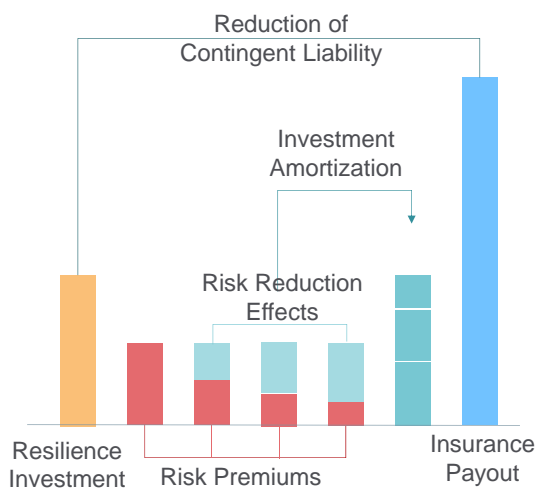 Reduction of
Contingent Liability
Investment
Amortization
Risk Reduction
Effects
Resilience
Investment
Risk Premiums
Insurance
Payout